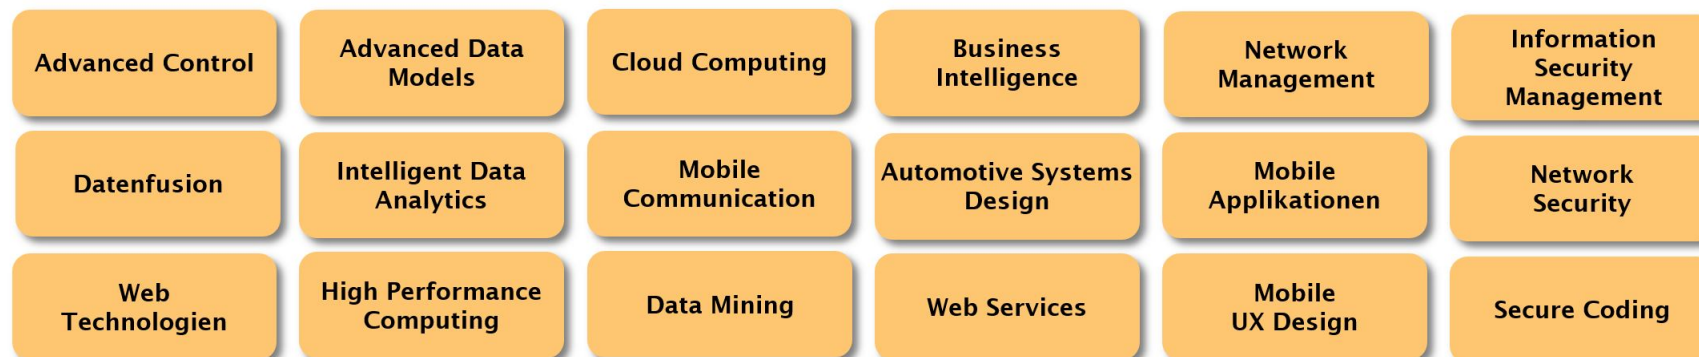 Advanced Control
Advanced Data
Models
Cloud Computing
Business
Intelligence
Network
Management
Information
Security
Management
Datenfusion
Intelligent Data
Analytics
Mobile
Communication
Automotive Systems
Design
Mobile
Applikationen
Network
Security
Web
Technologien
High Performance
Computing
Data Mining
Web Services
Mobile
UX Design
Secure Coding